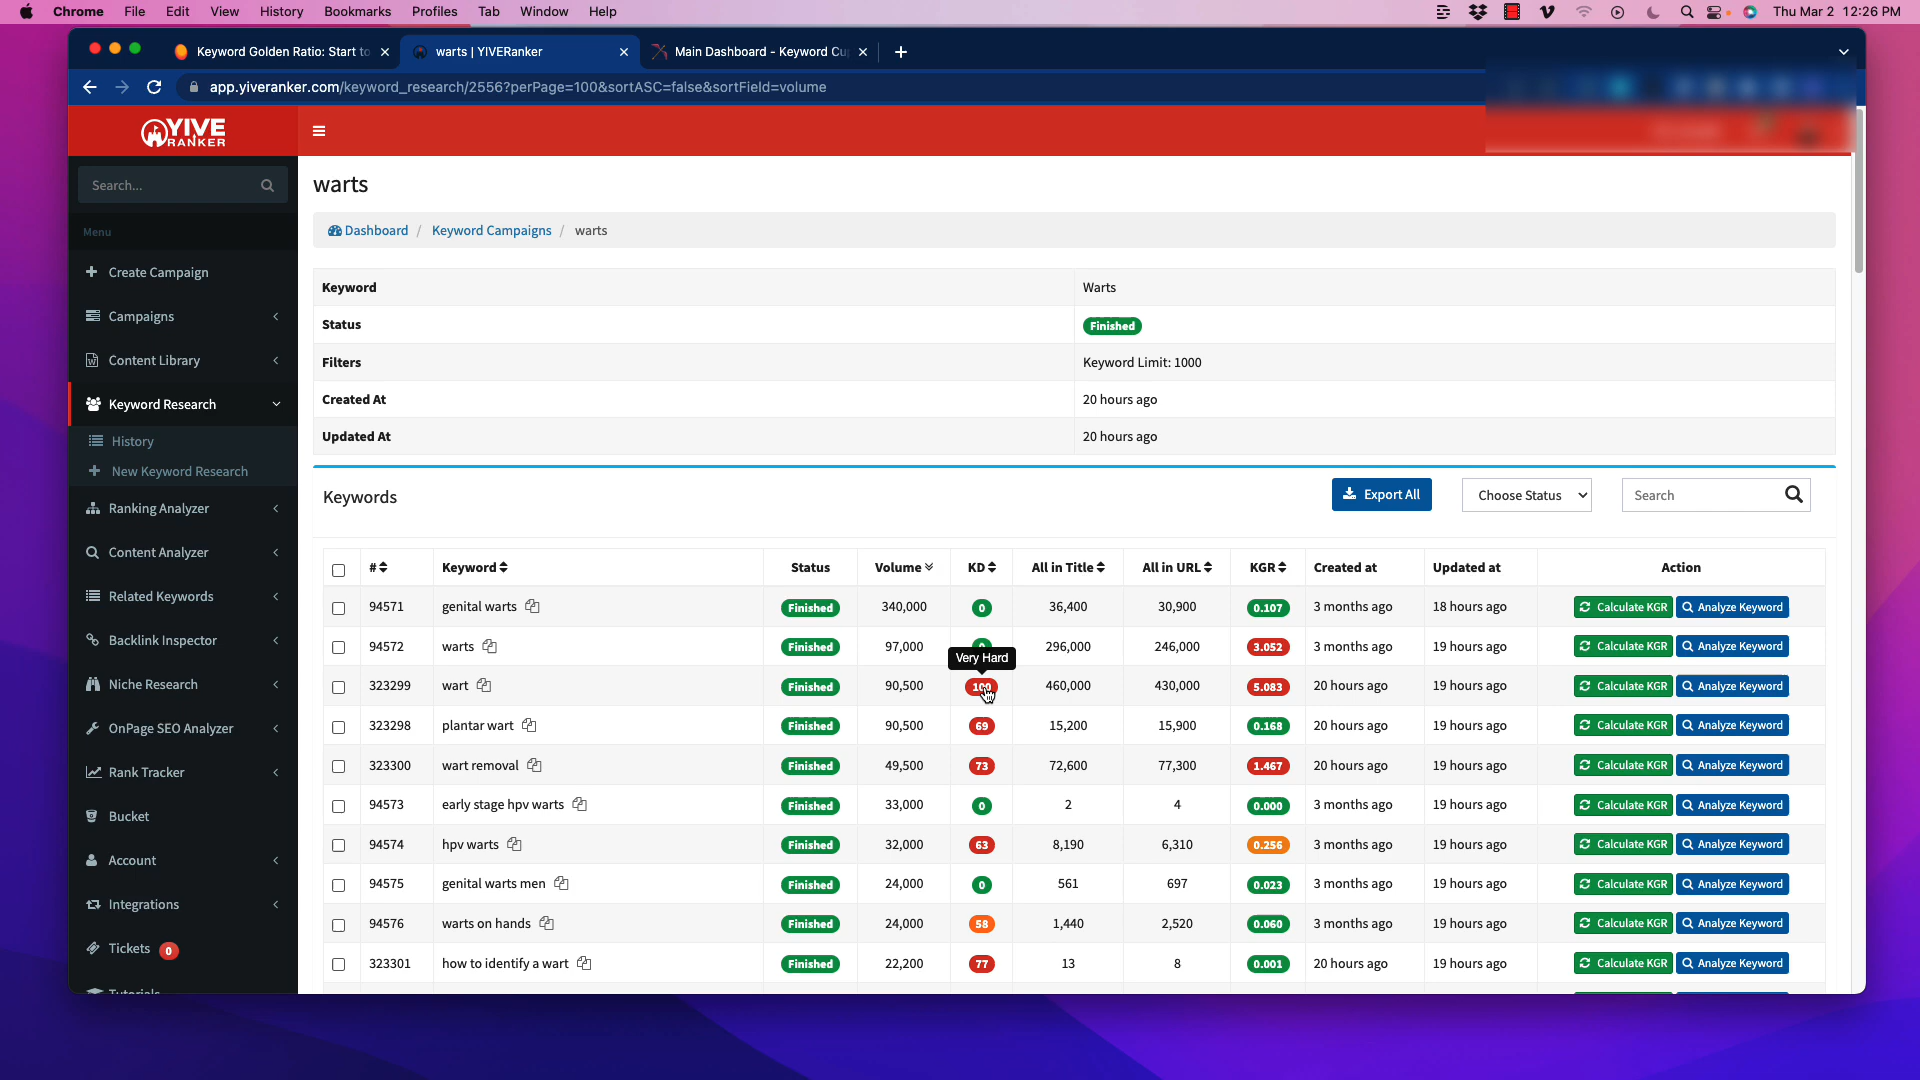 Chrome File Edit View History Bookmarks Profiles Tab Window Help Thu Mar 2 12:26 PM
Keyword Golden Ratio: Start to warts | YIVERanker Main Dashboard - Keyword Cu
app.yiveranker.com/keyword_research/2556?perPage=100&sortASC=false&sortField=volume
YIVE
RANKER
Search...
Menu
Create Campaign
Campaigns
Content Library
Keyword Research
History
New Keyword Research
Ranking Analyzer
Content Analyzer
Related Keywords
Backlink Inspector
Niche Research
OnPage SEO Analyzer
Rank Tracker
Bucket
Account
Integrations
Tickets 0
Tutorials
warts
Dashboard / Keyword Campaigns / warts
Keyword Warts
Status Finished
Filters Keyword Limit: 1000
Created At 20 hours ago
Updated At 20 hours ago
Keywords Export All Choose Status Search
# Keyword Status Volume KD All in Title All in URL KGR Created at Updated at Action
94571 genital warts Finished 340,000 0 36,400 30,900 0.107 3 months ago 18 hours ago Calculate KGR Analyze Keyword
94572 warts Finished 97,000 0 296,000 246,000 3.052 3 months ago 19 hours ago Calculate KGR Analyze Keyword
Very Hard
323299 wart Finished 90,500 100 460,000 430,000 5.083 20 hours ago 19 hours ago Calculate KGR Analyze Keyword
323298 plantar wart Finished 90,500 69 15,200 15,900 0.168 20 hours ago 19 hours ago Calculate KGR Analyze Keyword
323300 wart removal Finished 49,500 73 72,600 77,300 1.467 20 hours ago 19 hours ago Calculate KGR Analyze Keyword
94573 early stage hpv warts Finished 33,000 0 2 4 0.000 3 months ago 19 hours ago Calculate KGR Analyze Keyword
94574 hpv warts Finished 32,000 63 8,190 6,310 0.256 3 months ago 19 hours ago Calculate KGR Analyze Keyword
94575 genital warts men Finished 24,000 0 561 697 0.023 3 months ago 19 hours ago Calculate KGR Analyze Keyword
94576 warts on hands Finished 24,000 58 1,440 2,520 0.060 3 months ago 19 hours ago Calculate KGR Analyze Keyword
323301 how to identify a wart Finished 22,200 77 13 8 0.001 20 hours ago 19 hours ago Calculate KGR Analyze Keyword